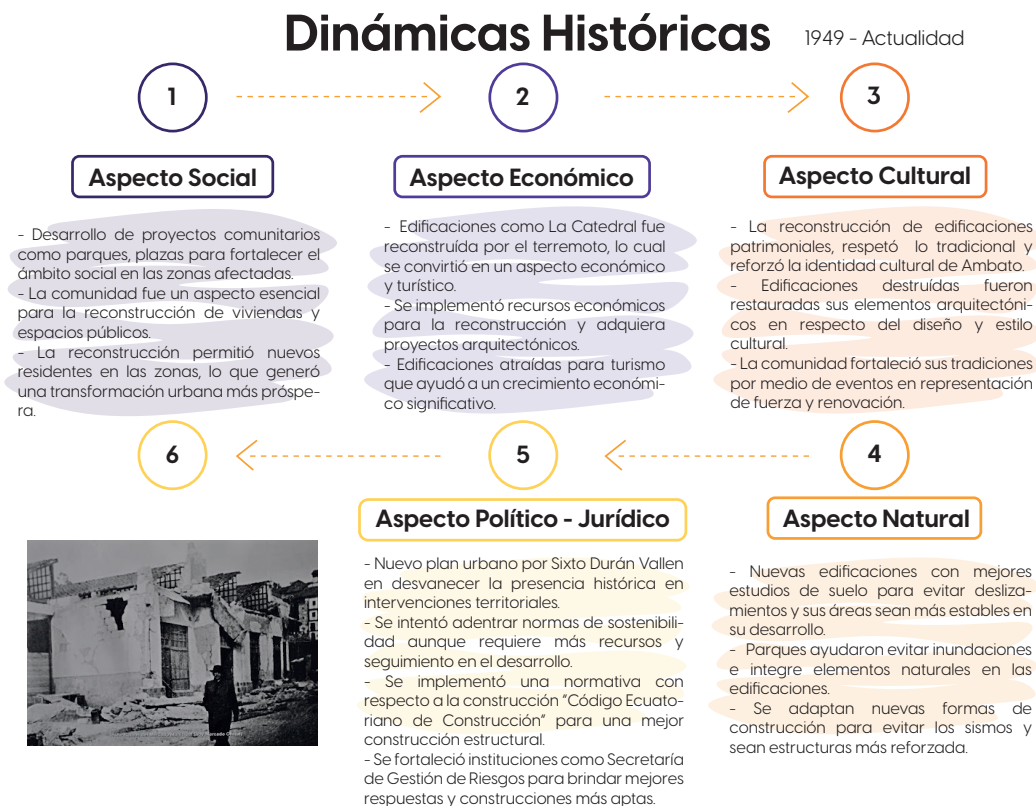 Dinámicas Históricas
1949 - Actualidad
1
2
3
Aspecto Social
- Desarrollo de proyectos comunitarios
como parques, plazas para fortalecer el
ámbito social en las zonas afectadas.
- La comunidad fue un aspecto esencial
para la reconstrucción de viviendas y
espacios públicos.
- La reconstrucción permitió nuevos
residentes en las zonas, lo que generó
una transformación urbana más próspe-
ra.
Aspecto Económico
- Edificaciones como La Catedral fue
reconstruída por el terremoto, lo cual
se convirtió en un aspecto económico
y turístico.
- Se implementó recursos económicos
para la reconstrucción y adquiera
proyectos arquitectónicos.
- Edificaciones atraídas para turismo
que ayudó a un crecimiento económi-
co significativo.
Aspecto Cultural
- La reconstrucción de edificaciones
patrimoniales, respetó lo tradicional y
reforzó la identidad cultural de Ambato.
- Edificaciones destruídas fueron
restauradas sus elementos arquitectóni-
cos en respecto del diseño y estilo
cultural.
- La comunidad fortaleció sus tradiciones
por medio de eventos en representación
de fuerza y renovación.
4
Aspecto Natural
- Nuevas edificaciones con mejores
estudios de suelo para evitar desliza-
mientos y sus áreas sean más estables en
su desarrollo.
- Parques ayudaron evitar inundaciones
e integre elementos naturales en las
edificaciones.
- Se adaptan nuevas formas de
construcción para evitar los sismos y
sean estructuras más reforzada.
5
Aspecto Político - Jurídico
- Nuevo plan urbano por Sixto Durán Vallen
en desvanecer la presencia histórica en
intervenciones territoriales.
- Se intentó adentrar normas de sostenibili-
dad aunque requiere más recursos y
seguimiento en el desarrollo.
- Se implementó una normativa con
respecto a la construcción "Código Ecuato-
riano de Construcción" para una mejor
construcción estructural.
- Se fortaleció instituciones como Secretaría
de Gestión de Riesgos para brindar mejores
respuestas y construcciones más aptas.
6